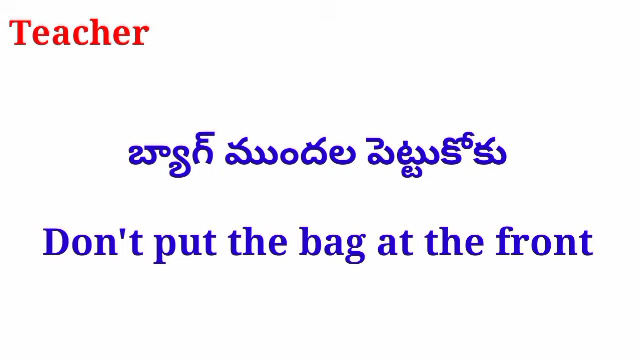 Teacher
బ్యాగ్ ముందల పెట్టుకోకు
Don't put the bag at the front